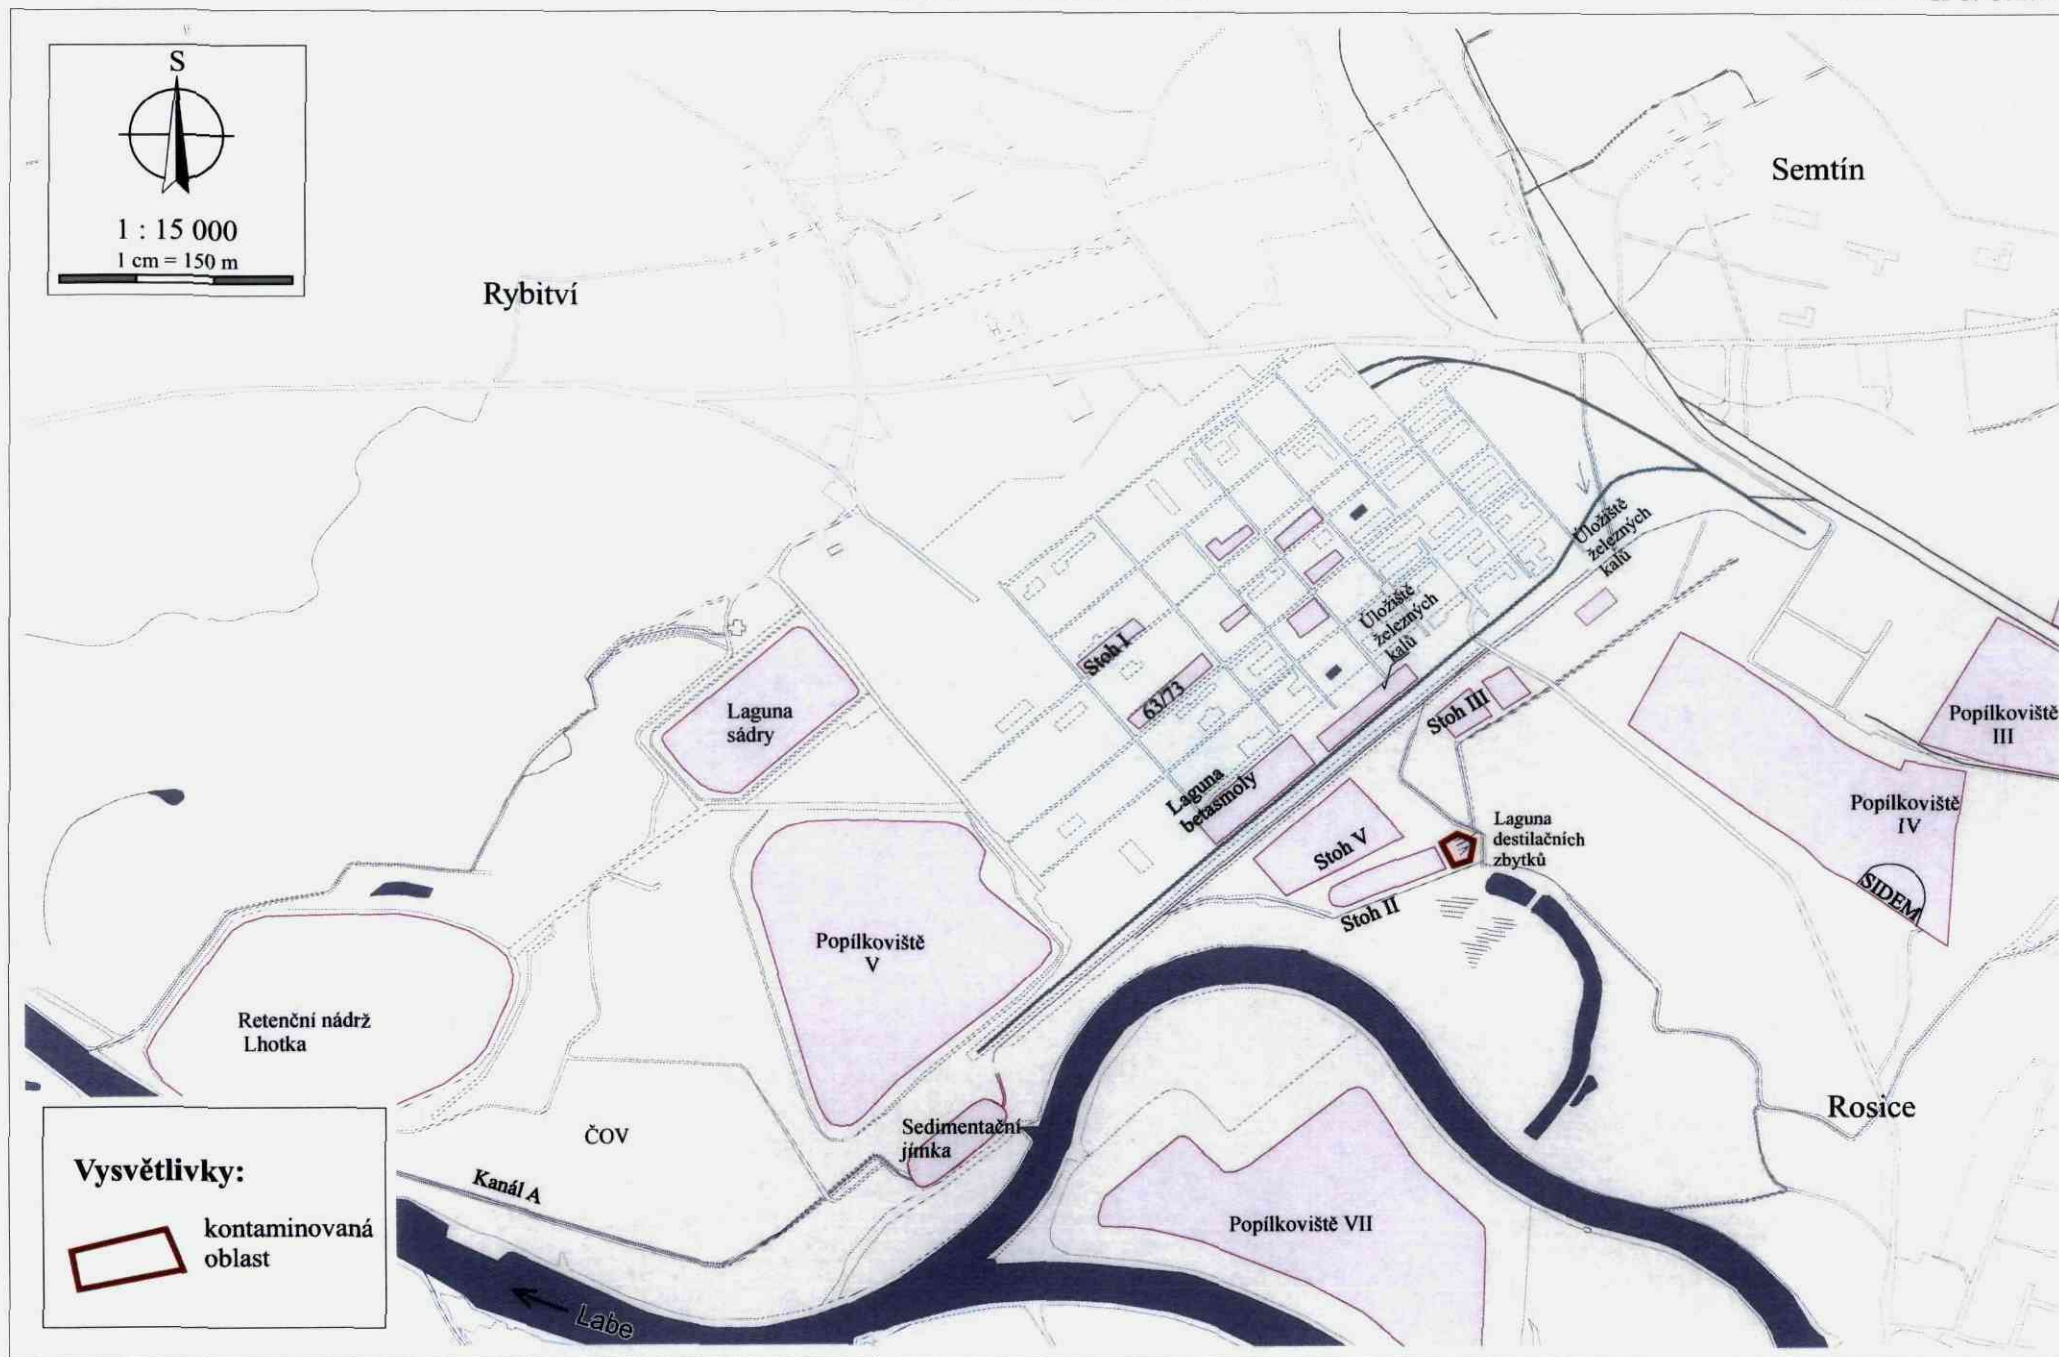 S
1 : 15 000
1 cm = 150 m
Semtín
Rybitví
Úložiště
železných
kalů
Úložiště
železných
kalů
Stoh I
63/73
Stoh III
Laguna
sádry
Popílkoviště
III
Laguna
betasmoly
Popílkoviště
IV
Stoh V
Laguna
destilačních
zbytků
SIDEM
Stoh II
Popílkoviště
V
Retenční nádrž
Lhotka
Rosice
Sedimentační
jímka
ČOV
Kanál A
Popílkoviště VII
Labe
Vysvětlivky:
kontaminovaná
oblast